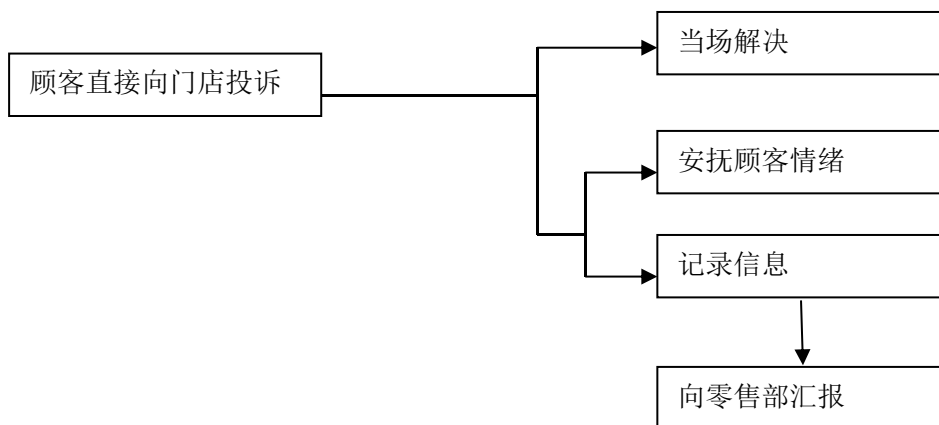 当场解决
顾客直接向门店投诉
安抚顾客情绪
记录信息
向零售部汇报